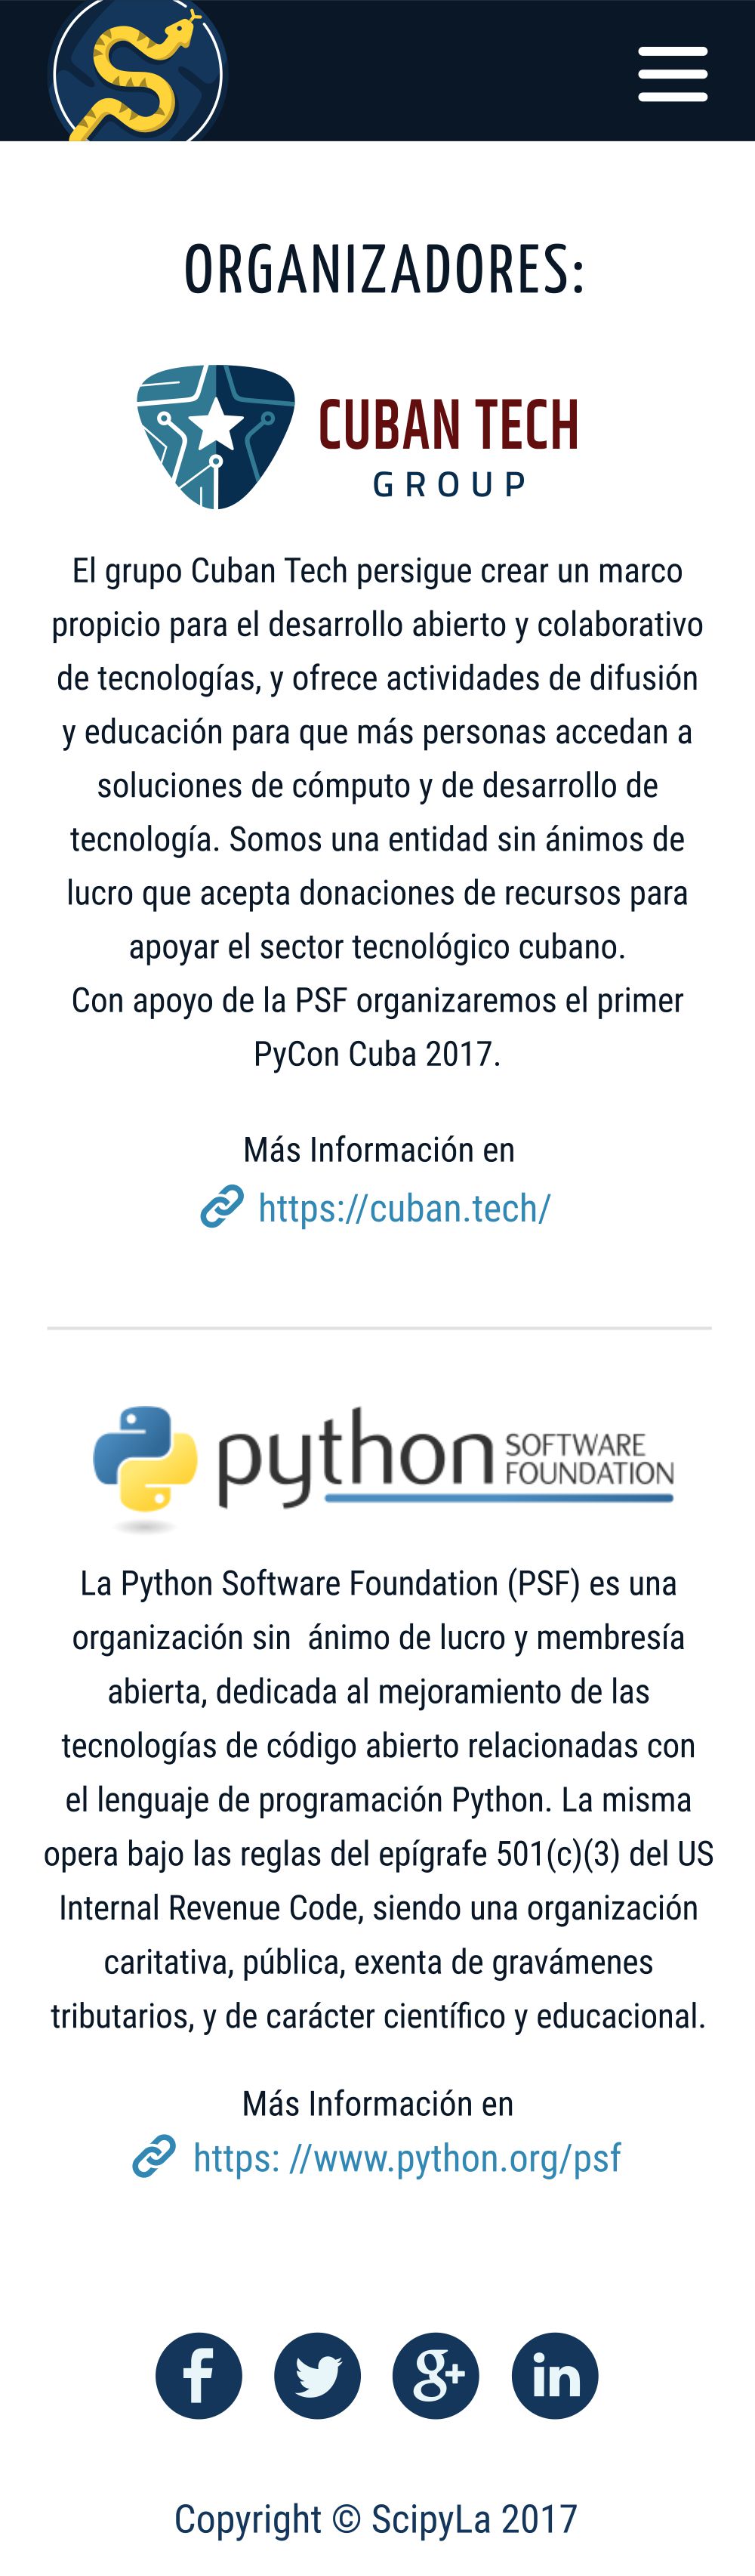 ORGANIZADORES:
CUBAN TECH
GROUP
El grupo Cuban Tech persigue crear un marco
propicio para el desarrollo abierto y colaborativo
de tecnologías, y ofrece actividades de difusión
y educación para que más personas accedan a
soluciones de cómputo y de desarrollo de
tecnología. Somos una entidad sin ánimos de
lucro que acepta donaciones de recursos para
apoyar el sector tecnológico cubano.
Con apoyo de la PSF organizaremos el primer
PyCon Cuba 2017.
Más Información en
https://cuban.tech/
python SOFTWARE
FOUNDATION
La Python Software Foundation (PSF) es una
organización sin  ánimo de lucro y membresía
abierta, dedicada al mejoramiento de las
tecnologías de código abierto relacionadas con
el lenguaje de programación Python. La misma
opera bajo las reglas del epígrafe 501(c)(3) del US
Internal Revenue Code, siendo una organización
caritativa, pública, exenta de gravámenes
tributarios, y de carácter científico y educacional.
Más Información en
https: //www.python.org/psf
f g+ in
Copyright © ScipyLa 2017